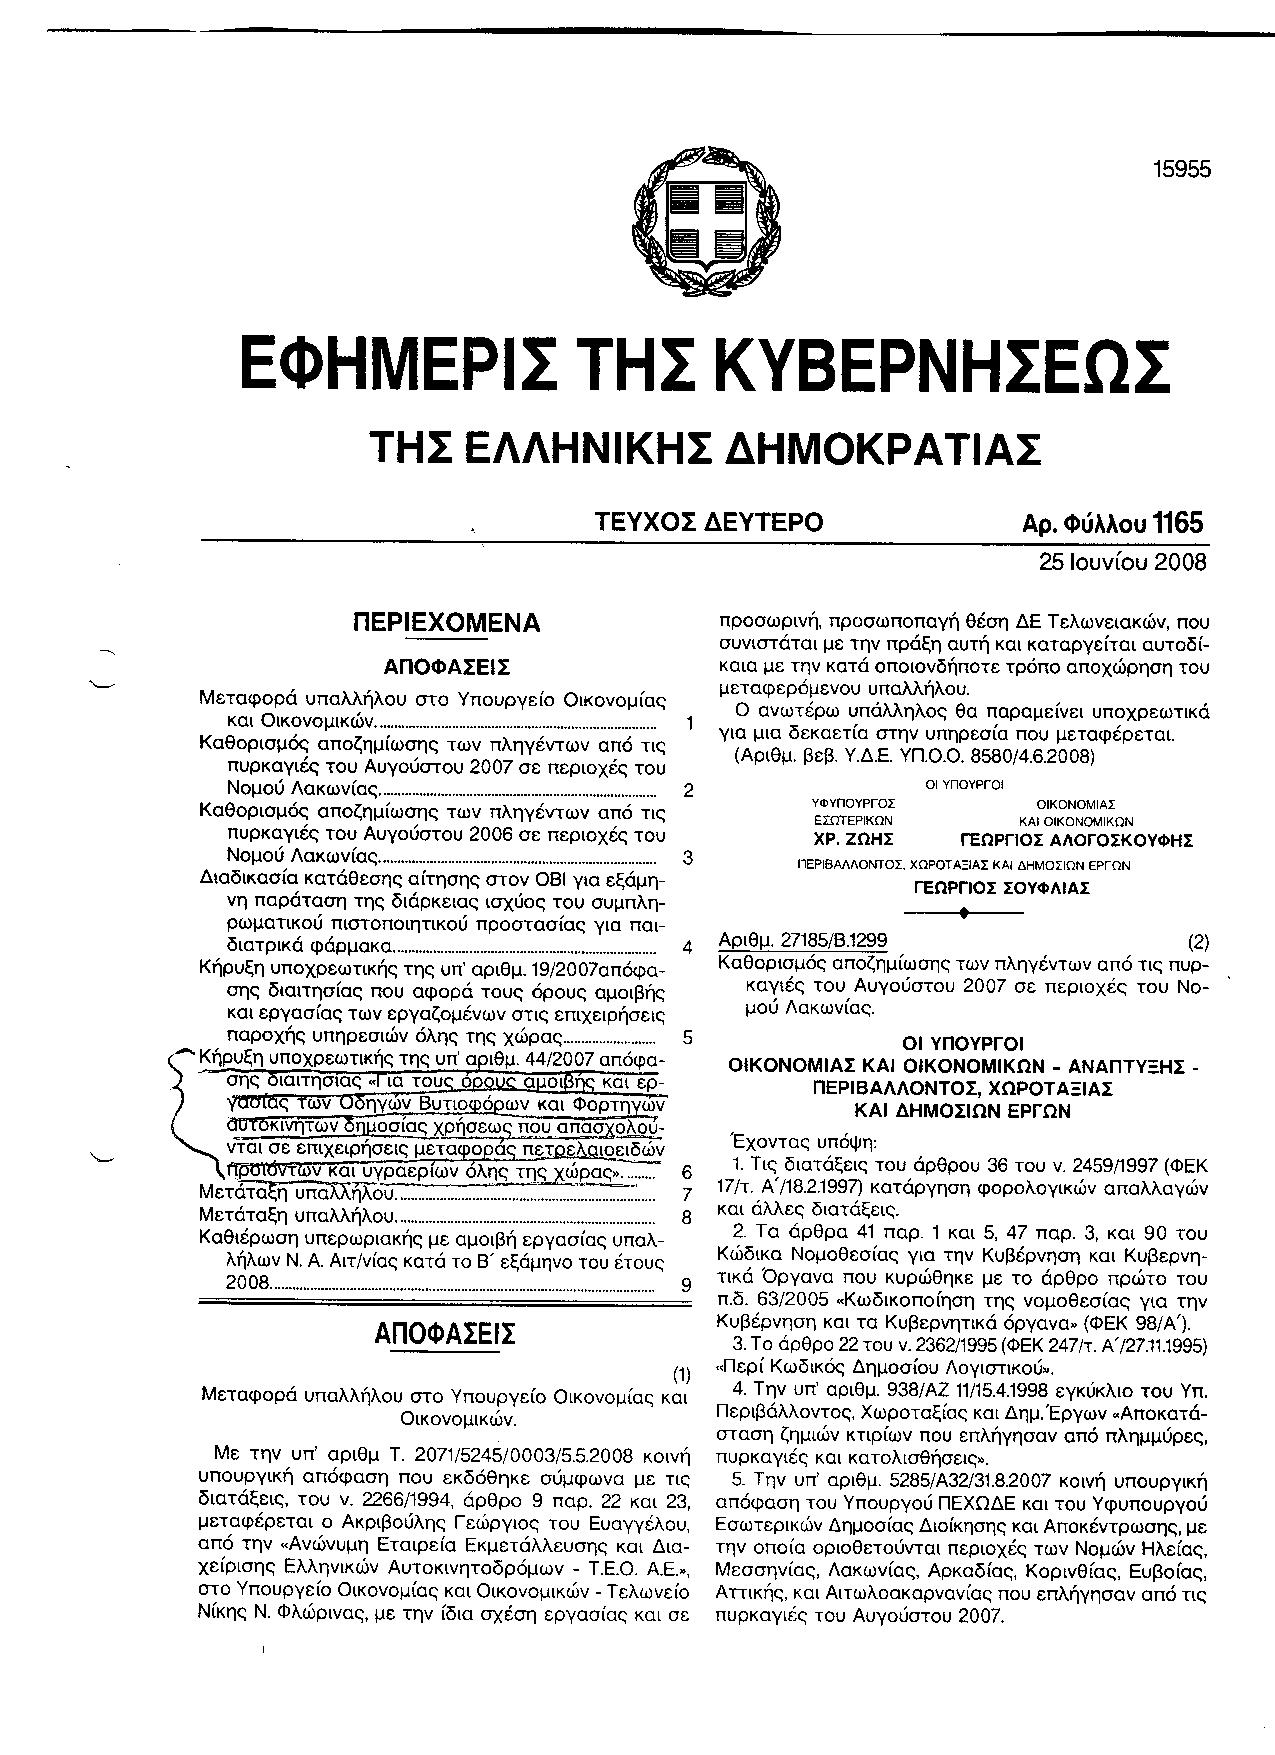 15955
ΕΦΗΜΕΡΙΣ ΤΗΣ ΚΥΒΕΡΝΗΣΕΩΣ
ΤΗΣ ΕΛΛΗΝΙΚΗΣ ΔΗΜΟΚΡΑΤΙΑΣ
ΤΕΥΧΟΣ ΔΕΥΤΕΡΟ
Αρ. Φύλλου 1165
25 Ιουνίου 2008
ΠΕΡΙΕΧΟΜΕΝΑ
ΑΠΟΦΑΣΕΙΣ
Μεταφορά υπαλλήλου στο Υπουργείο Οικονομίας
και Οικονομικών. 1
Καθορισμός αποζημίωσης των πληγέντων από τις
πυρκαγιές του Αυγούστου 2007 σε περιοχές του
Νομού Λακωνίας. 2
Καθορισμός αποζημίωσης των πληγέντων από τις
πυρκαγιές του Αυγούστου 2006 σε περιοχές του
Νομού Λακωνίας. 3
Διαδικασία κατάθεσης αίτησης στον ΟΒΙ για εξάμη-
νη παράταση της διάρκειας ισχύος του συμπλη-
ρωματικού πιστοποιητικού προστασίας για παι-
διατρικά φάρμακα. 4
Κήρυξη υποχρεωτικής της υπ' αριθμ. 19/2007απόφα-
σης διαιτησίας που αφορά τους όρους αμοιβής
και εργασίας των εργαζομένων στις επιχειρήσεις
παροχής υπηρεσιών όλης της χώρας. 5
Κήρυξη υποχρεωτικής της υπ' αριθμ. 44/2007 απόφα-
σης διαιτησίας «Για τους όρους αμοιβής και ερ-
γασίας των Οδηγών Βυτιοφόρων και Φορτηγών
αυτοκινήτων δημοσίας χρήσεως που απασχολού-
νται σε επιχειρήσεις μεταφοράς πετρελαιοειδών
προϊόντων και υγραερίων όλης της χώρας». 6
Μετάταξη υπαλλήλου. 7
Μετάταξη υπαλλήλου. 8
Καθιέρωση υπερωριακής με αμοιβή εργασίας υπαλ-
λήλων Ν. Α. Αιτ/νίας κατά το Β΄ εξάμηνο του έτους
2008. 9
ΑΠΟΦΑΣΕΙΣ
(1)
Μεταφορά υπαλλήλου στο Υπουργείο Οικονομίας και
Οικονομικών.
Με την υπ' αριθμ Τ. 2071/5245/0003/5.5.2008 κοινή
υπουργική απόφαση που εκδόθηκε σύμφωνα με τις
διατάξεις, του ν. 2266/1994, άρθρο 9 παρ. 22 και 23,
μεταφέρεται ο Ακριβούλης Γεώργιος του Ευαγγέλου,
από την «Ανώνυμη Εταιρεία Εκμετάλλευσης και Δια-
χείρισης Ελληνικών Αυτοκινητοδρόμων - Τ.Ε.Ο. Α.Ε.»,
στο Υπουργείο Οικονομίας και Οικονομικών - Τελωνείο
Νίκης Ν. Φλώρινας, με την ίδια σχέση εργασίας και σε
προσωρινή, προσωποπαγή θέση ΔΕ Τελωνειακών, που
συνιστάται με την πράξη αυτή και καταργείται αυτοδί-
καια με την κατά οποιονδήποτε τρόπο αποχώρηση του
μεταφερόμενου υπαλλήλου.
Ο ανωτέρω υπάλληλος θα παραμείνει υποχρεωτικά
για μια δεκαετία στην υπηρεσία που μεταφέρεται.
(Αριθμ. βεβ. Υ.Δ.Ε. ΥΠ.Ο.Ο. 8580/4.6.2008)
ΟΙ ΥΠΟΥΡΓΟΙ
ΥΦΥΠΟΥΡΓΟΣ ΟΙΚΟΝΟΜΙΑΣ
ΕΣΩΤΕΡΙΚΩΝ ΚΑΙ ΟΙΚΟΝΟΜΙΚΩΝ
ΧΡ. ΖΩΗΣ ΓΕΩΡΓΙΟΣ ΑΛΟΓΟΣΚΟΥΦΗΣ
ΠΕΡΙΒΑΛΛΟΝΤΟΣ, ΧΩΡΟΤΑΞΙΑΣ ΚΑΙ ΔΗΜΟΣΙΩΝ ΕΡΓΩΝ
ΓΕΩΡΓΙΟΣ ΣΟΥΦΛΙΑΣ
Αριθμ. 27185/Β.1299 (2)
Καθορισμός αποζημίωσης των πληγέντων από τις πυρ-
καγιές του Αυγούστου 2007 σε περιοχές του Νο-
μού Λακωνίας.
ΟΙ ΥΠΟΥΡΓΟΙ
ΟΙΚΟΝΟΜΙΑΣ ΚΑΙ ΟΙΚΟΝΟΜΙΚΩΝ - ΑΝΑΠΤΥΞΗΣ -
ΠΕΡΙΒΑΛΛΟΝΤΟΣ, ΧΩΡΟΤΑΞΙΑΣ
ΚΑΙ ΔΗΜΟΣΙΩΝ ΕΡΓΩΝ
Έχοντας υπόψη:
1. Τις διατάξεις του άρθρου 36 του ν. 2459/1997 (ΦΕΚ
17/τ. Α΄/18.2.1997) κατάργηση φορολογικών απαλλαγών
και άλλες διατάξεις.
2. Τα άρθρα 41 παρ. 1 και 5, 47 παρ. 3, και 90 του
Κώδικα Νομοθεσίας για την Κυβέρνηση και Κυβερνη-
τικά Όργανα που κυρώθηκε με το άρθρο πρώτο του
π.δ. 63/2005 «Κωδικοποίηση της νομοθεσίας για την
Κυβέρνηση και τα Κυβερνητικά όργανα» (ΦΕΚ 98/Α΄).
3. Το άρθρο 22 του ν. 2362/1995 (ΦΕΚ 247/τ. Α΄/27.11.1995)
«Περί Κωδικός Δημοσίου Λογιστικού».
4. Την υπ' αριθμ. 938/ΑΖ 11/15.4.1998 εγκύκλιο του Υπ.
Περιβάλλοντος, Χωροταξίας και Δημ. Έργων «Αποκατά-
σταση ζημιών κτιρίων που επλήγησαν από πλημμύρες,
πυρκαγιές και κατολισθήσεις».
5. Την υπ' αριθμ. 5285/Α32/31.8.2007 κοινή υπουργική
απόφαση του Υπουργού ΠΕΧΩΔΕ και του Υφυπουργού
Εσωτερικών Δημοσίας Διοίκησης και Αποκέντρωσης, με
την οποία οριοθετούνται περιοχές των Νομών Ηλείας,
Μεσσηνίας, Λακωνίας, Αρκαδίας, Κορινθίας, Ευβοίας,
Αττικής, και Αιτωλοακαρνανίας που επλήγησαν από τις
πυρκαγιές του Αυγούστου 2007.